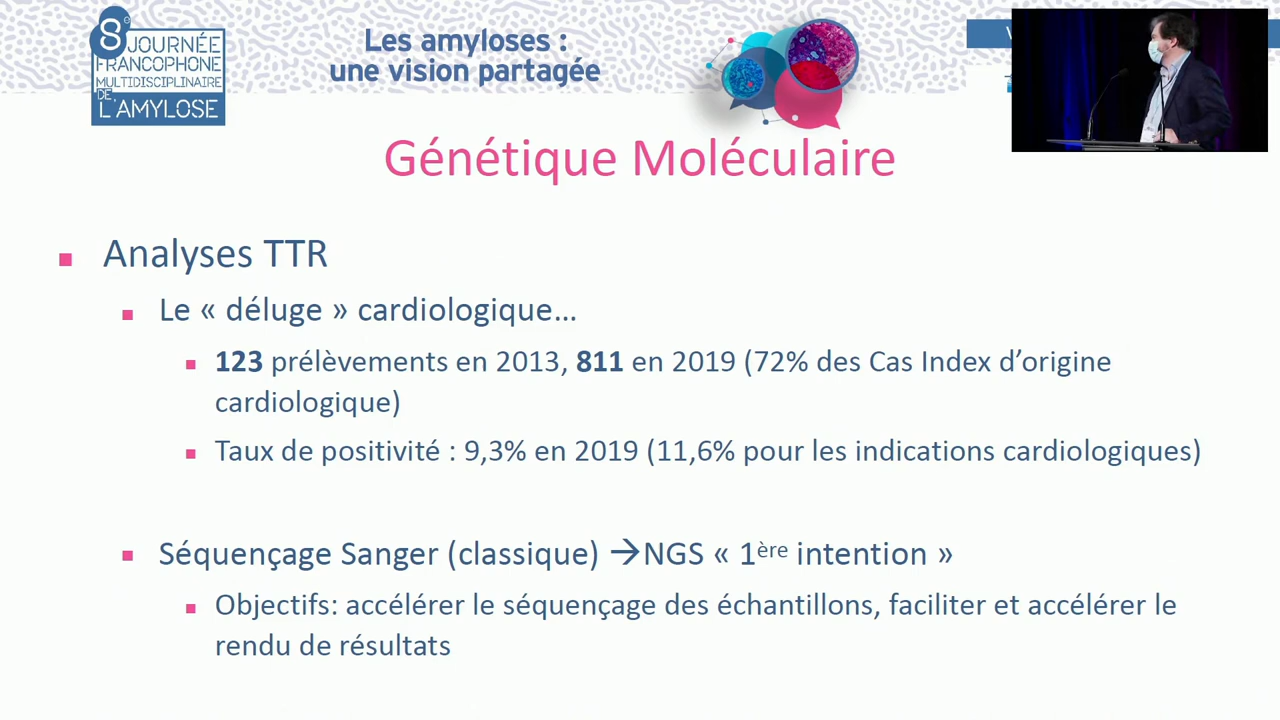 8e
JOURNÉE
FRANCOPHONE
MULTIDISCIPLINAIRE
DE
L'AMYLOSE
Les amyloses :
une vision partagée
Génétique Moléculaire
Analyses TTR
Le « déluge » cardiologique...
123 prélèvements en 2013, 811 en 2019 (72% des Cas Index d'origine
cardiologique)
Taux de positivité : 9,3% en 2019 (11,6% pour les indications cardiologiques)
Séquençage Sanger (classique) →NGS « 1ère intention »
Objectifs: accélérer le séquençage des échantillons, faciliter et accélérer le
rendu de résultats